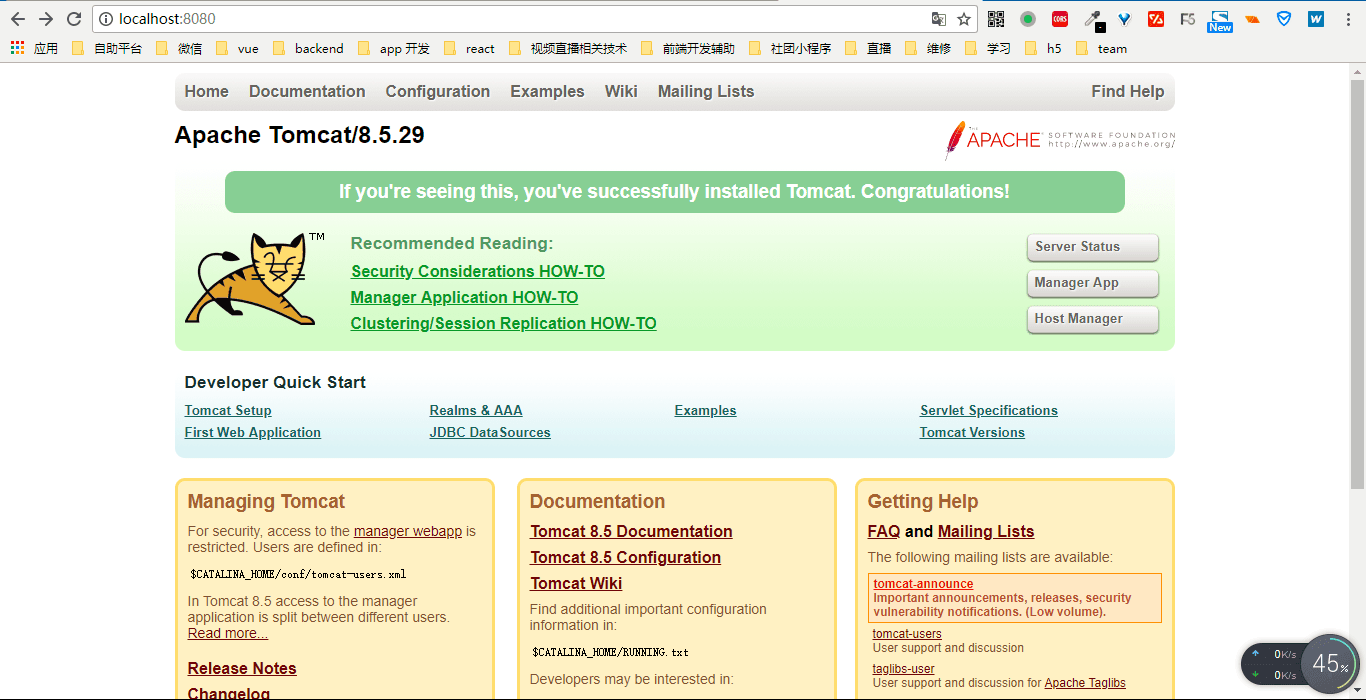 localhost:8080
CORS
F5
New
W
应用 自助平台 微信 vue backend app 开发 react 视频直播相关技术 前端开发辅助 社团小程序 直播 维修 学习 h5 team
Home Documentation Configuration Examples Wiki Mailing Lists Find Help
Apache Tomcat/8.5.29
THE APACHE SOFTWARE FOUNDATION
http://www.apache.org/
If you're seeing this, you've successfully installed Tomcat. Congratulations!
TM
Recommended Reading:
Security Considerations HOW-TO
Manager Application HOW-TO
Clustering/Session Replication HOW-TO
Server Status
Manager App
Host Manager
Developer Quick Start
Tomcat Setup
First Web Application
Realms & AAA
JDBC DataSources
Examples
Servlet Specifications
Tomcat Versions
Managing Tomcat
For security, access to the manager webapp is
restricted. Users are defined in:
$CATALINA_HOME/conf/tomcat-users.xml
In Tomcat 8.5 access to the manager
application is split between different users.
Read more...
Release Notes
Changelog
Documentation
Tomcat 8.5 Documentation
Tomcat 8.5 Configuration
Tomcat Wiki
Find additional important configuration
information in:
$CATALINA_HOME/RUNNING.txt
Developers may be interested in:
Getting Help
FAQ and Mailing Lists
The following mailing lists are available:
tomcat-announce
Important announcements, releases, security
vulnerability notifications. (Low volume).
tomcat-users
User support and discussion
taglibs-user
User support and discussion for Apache Taglibs
0K/s
0K/s
45%